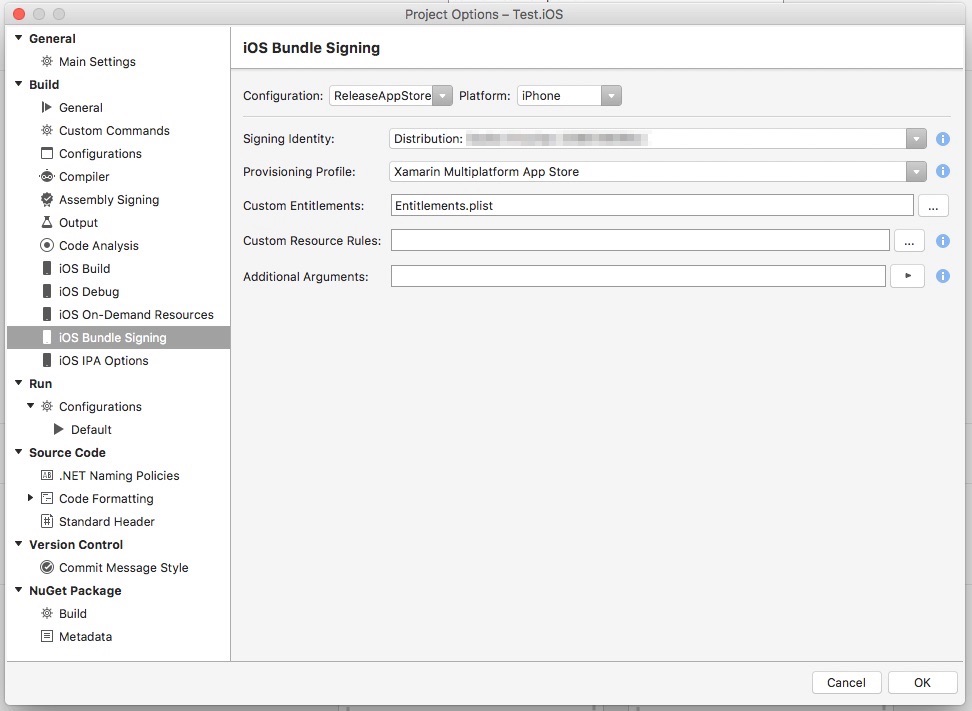 Project Options – Test.iOS
General
Main Settings
Build
General
Custom Commands
Configurations
Compiler
Assembly Signing
Output
Code Analysis
iOS Build
iOS Debug
iOS On-Demand Resources
iOS Bundle Signing
iOS IPA Options
Run
Configurations
Default
Source Code
.NET Naming Policies
Code Formatting
Standard Header
Version Control
Commit Message Style
NuGet Package
Build
Metadata
iOS Bundle Signing
Configuration: ReleaseAppStore Platform: iPhone
Signing Identity: Distribution:
Provisioning Profile: Xamarin Multiplatform App Store
Custom Entitlements: Entitlements.plist ...
Custom Resource Rules: ...
Additional Arguments:
Cancel OK